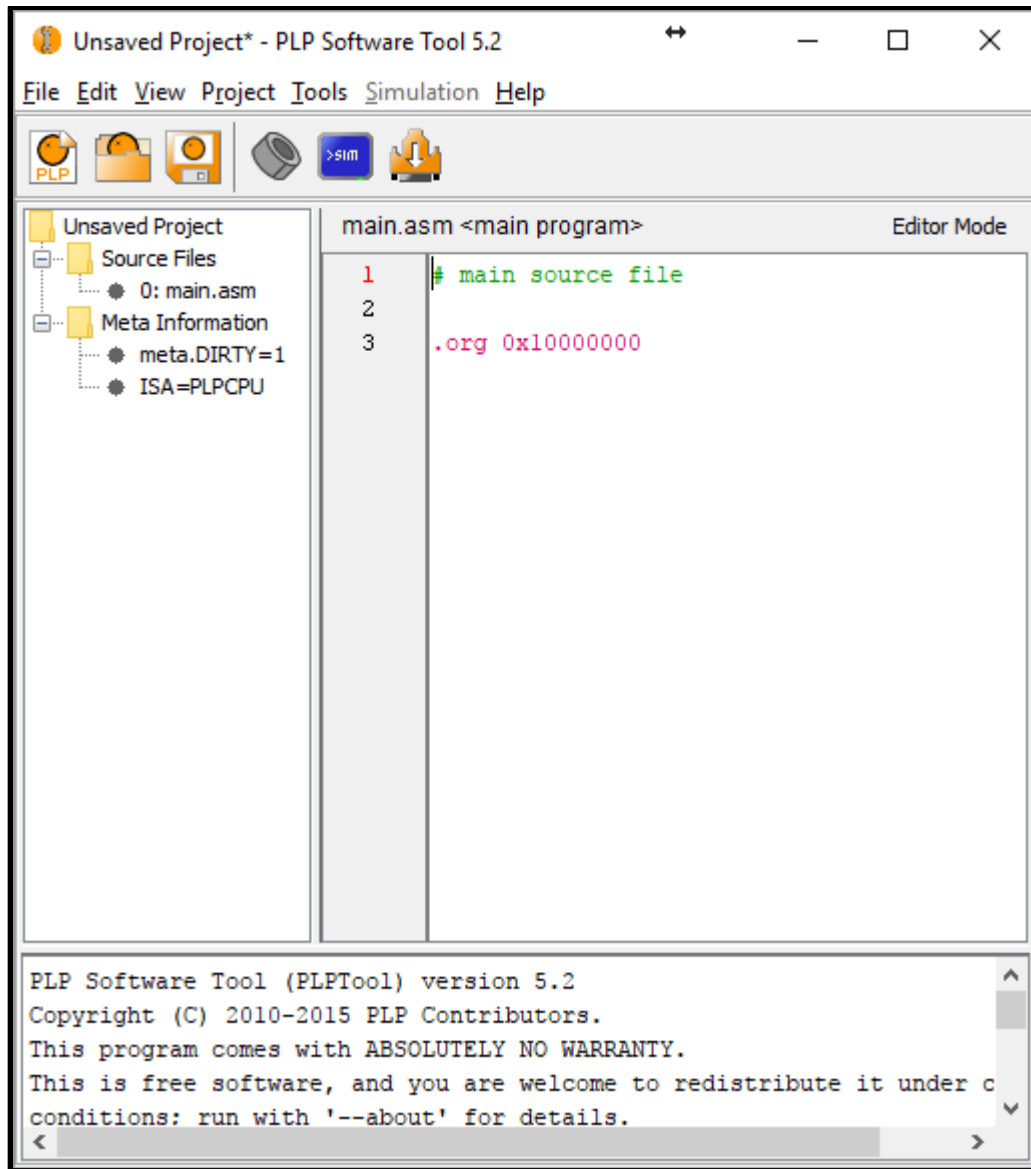 Unsaved Project* - PLP Software Tool 5.2
File Edit View Project Tools Simulation Help
PLP >sim
Unsaved Project
Source Files
0: main.asm
Meta Information
meta.DIRTY=1
ISA=PLPCPU
main.asm <main program> Editor Mode
1 # main source file
2
3 .org 0x10000000
PLP Software Tool (PLPTool) version 5.2
Copyright (C) 2010-2015 PLP Contributors.
This program comes with ABSOLUTELY NO WARRANTY.
This is free software, and you are welcome to redistribute it under c
conditions; run with '--about' for details.